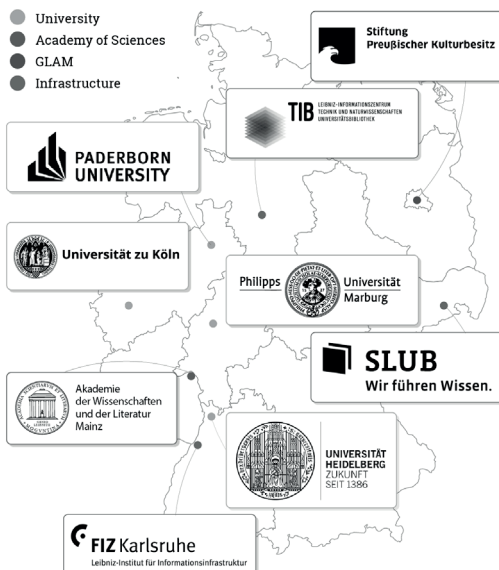 University
Academy of Sciences
GLAM
Infrastructure
Stiftung
Preußischer Kulturbesitz
TIB
LEIBNIZ-INFORMATIONSZENTRUM
TECHNIK UND NATURWISSENSCHAFTEN
UNIVERSITÄTSBIBLIOTHEK
PADERBORN
UNIVERSITY
Universität zu Köln
Philipps Universität
Marburg
SLUB
Wir führen Wissen.
Akademie
der Wissenschaften
und der Literatur
Mainz
UNIVERSITÄT
HEIDELBERG
ZUKUNFT
SEIT 1386
FIZ Karlsruhe
Leibniz-Institut für Informationsinfrastruktur